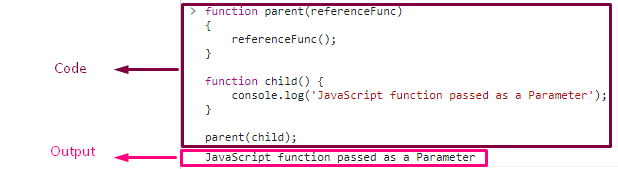 > function parent(referenceFunc)
{
    referenceFunc();
}
Code
function child() {
    console.log('JavaScript function passed as a Parameter');
}
parent(child);
Output
JavaScript function passed as a Parameter